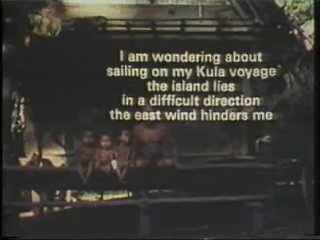 I am wondering about
sailing on my Kula voyage
the island lies
in a difficult direction
the east wind hinders me